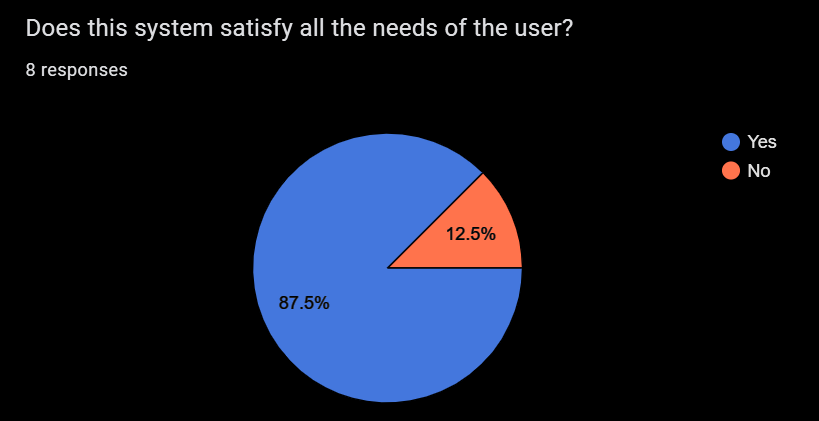 Does this system satisfy all the needs of the user?
8 responses
Yes
No
12.5%
87.5%